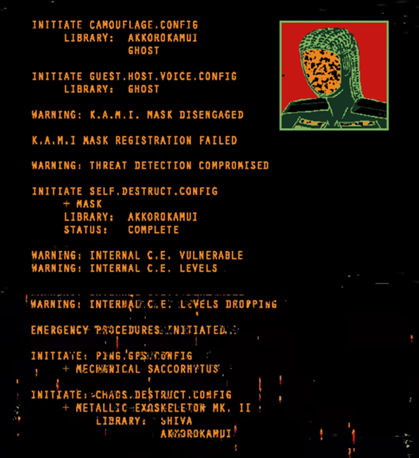 INITIATE CAMOUFLAGE.CONFIG
LIBRARY: AKKOROKAMUI
GHOST
INITIATE GUEST.HOST.VOICE.CONFIG
LIBRARY: GHOST
WARNING: K.A.M.I. MASK DISENGAGED
K.A.M.I MASK REGISTRATION FAILED
WARNING: THREAT DETECTION COMPROMISED
INITIATE SELF.DESTRUCT.CONFIG
+ MASK
LIBRARY: AKKOROKAMUI
STATUS: COMPLETE
WARNING: INTERNAL C.E. VULNERABLE
WARNING: INTERNAL C.E. LEVELS
WARNING: INTERNAL C.E. LEVELS DROPPING
EMERGENCY PROCEDURES INITIATED..
INITIATE: PING.GPS.CONFIG
+ MECHANICAL SACCORHYTUS
INITIATE: CHAOS.DESTRUCT.CONFIG
+ METALLIC EXOSKELETON MK. II
LIBRARY: SHIVA
AKKOROKAMUI